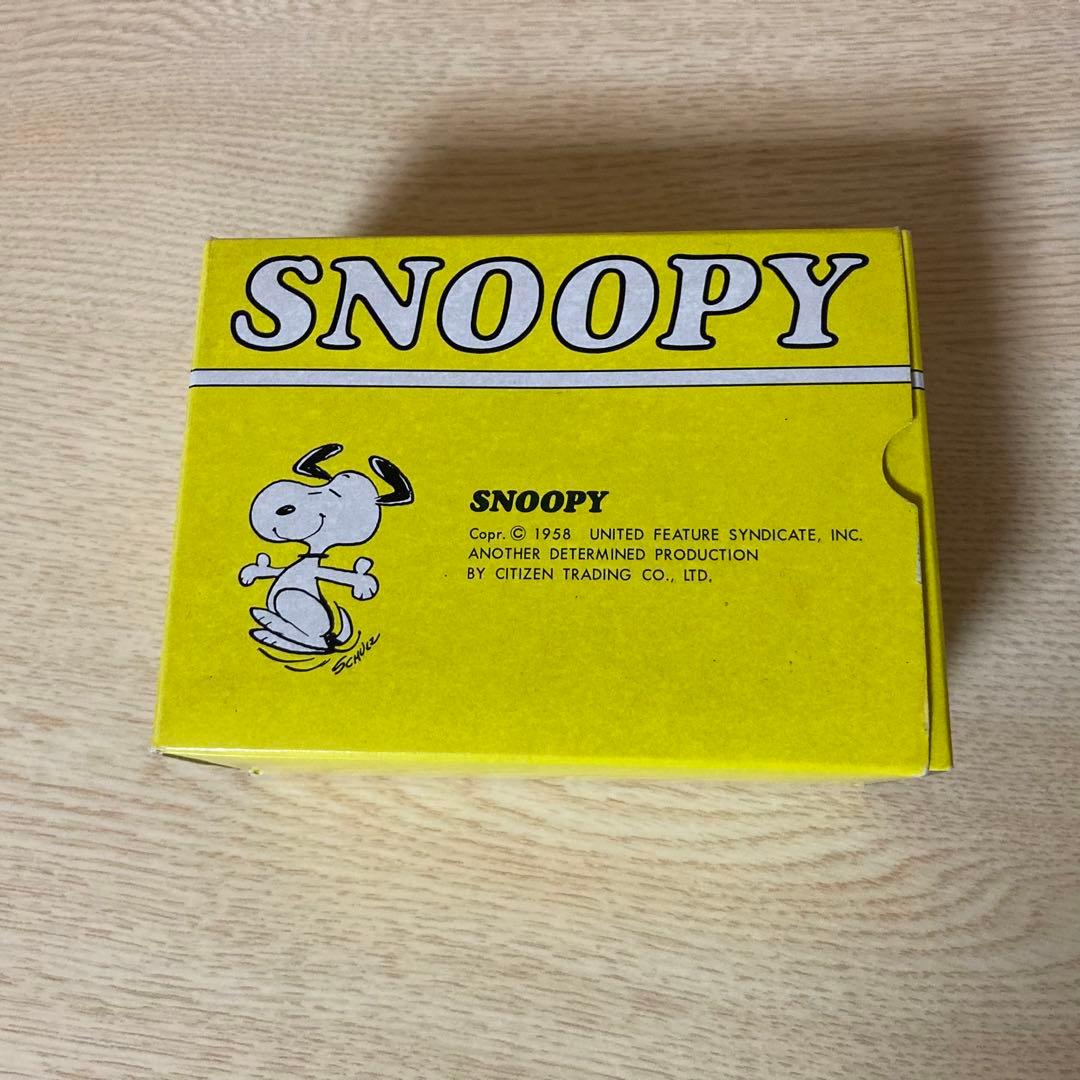 SNOOPY
SNOOPY
Copr. © 1958 UNITED FEATURE SYNDICATE, INC.
ANOTHER DETERMINED PRODUCTION
BY CITIZEN TRADING CO., LTD.
SCHULZ